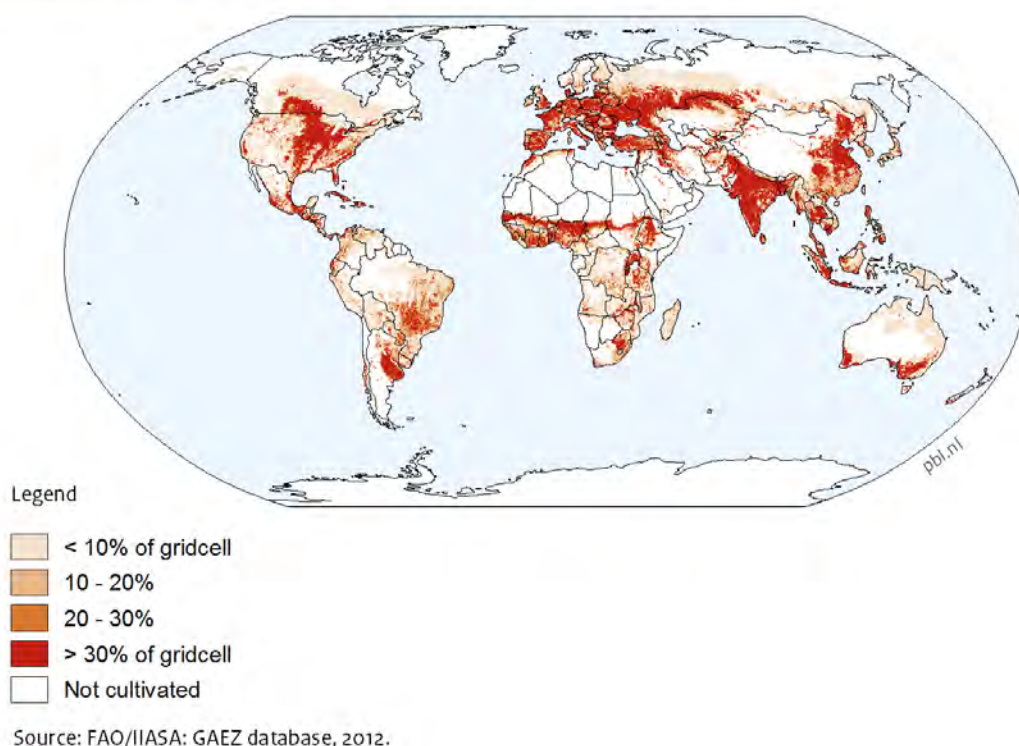 pbl.nl
Legend
< 10% of gridcell
10 - 20%
20 - 30%
> 30% of gridcell
Not cultivated
Source: FAO/IIASA: GAEZ database, 2012.